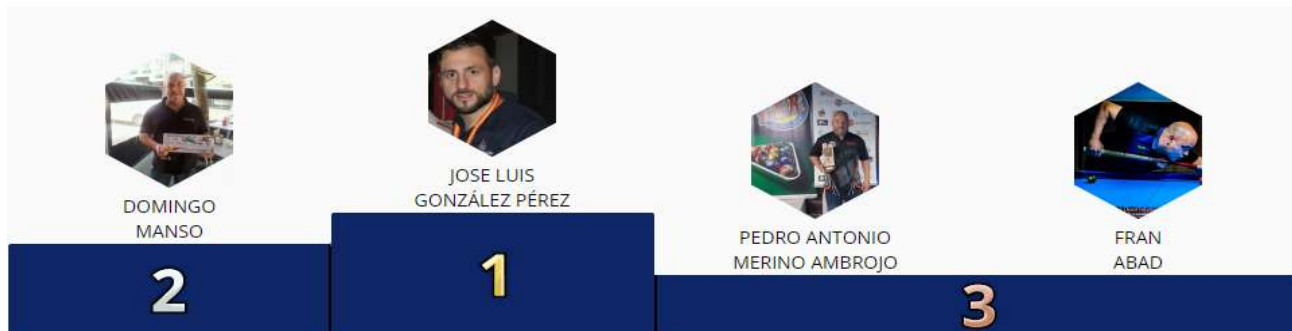 DOMINGO
MANSO
2
JOSE LUIS
GONZÁLEZ PÉREZ
1
PEDRO ANTONIO
MERINO AMBROJO
FRAN
ABAD
3